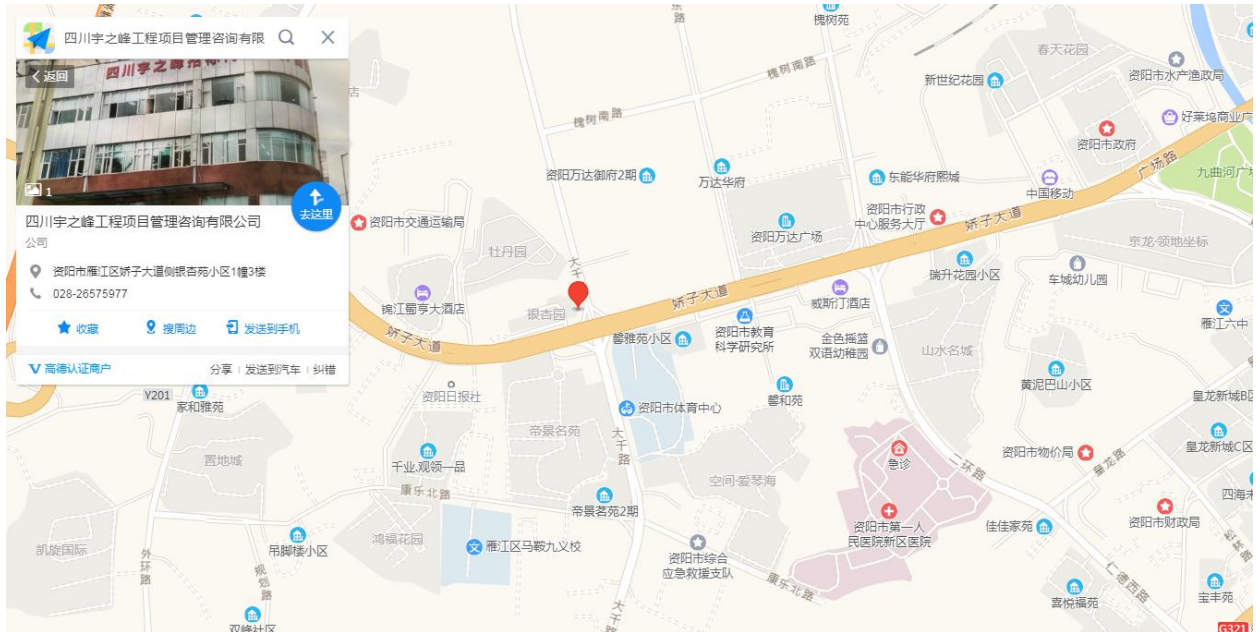 四川宇之峰工程项目管理咨询有限
返回
四川宇之峰招标
1
去这里
四川宇之峰工程项目管理咨询有限公司
公司
资阳市雁江区娇子大道侧银杏苑小区1幢3楼
028-26575977
收藏
搜周边
发送到手机
高德认证商户
分享
发送到汽车
纠错
槐树苑
春天花园
槐树南路
新世纪花园
资阳市水产渔政局
好莱坞商业广
槐树南路
资阳市政府
广场路
资阳万达御府2期
万达华府
东能华府熙城
中国移动
九曲河广场
资阳市交通运输局
资阳市行政
中心服务大厅
娇子大道
牡丹园
大千路
资阳万达广场
京龙·领地坐标
瑞升花园小区
车城幼儿园
锦江蜀亨大酒店
银杏园
娇子大道
威斯汀酒店
雁江六中
娇子大道
馨雅苑小区
资阳市教育
科学研究所
金色摇篮
双语幼稚园
山水名城
黄泥巴山小区
Y201
家和雅苑
资阳日报社
资阳市体育中心
馨和苑
皇龙新城B区
帝景名苑
大千路
置地城
千业.观领一品
急诊
资阳市物价局
皇龙路
皇龙新城C区
空间·爱琴海
二环路
康乐北路
帝景茗苑2期
四海未
资阳市第一人
民医院新区医院
佳佳家苑
资阳市财政局
凯旋国际
吊脚楼小区
鸿福花园
雁江区马鞍九义校
资阳市综合
应急救援支队
外环路
规划路
康乐北路
仁德西路
喜悦福苑
宝丰苑
大千路
双峰社区
G321